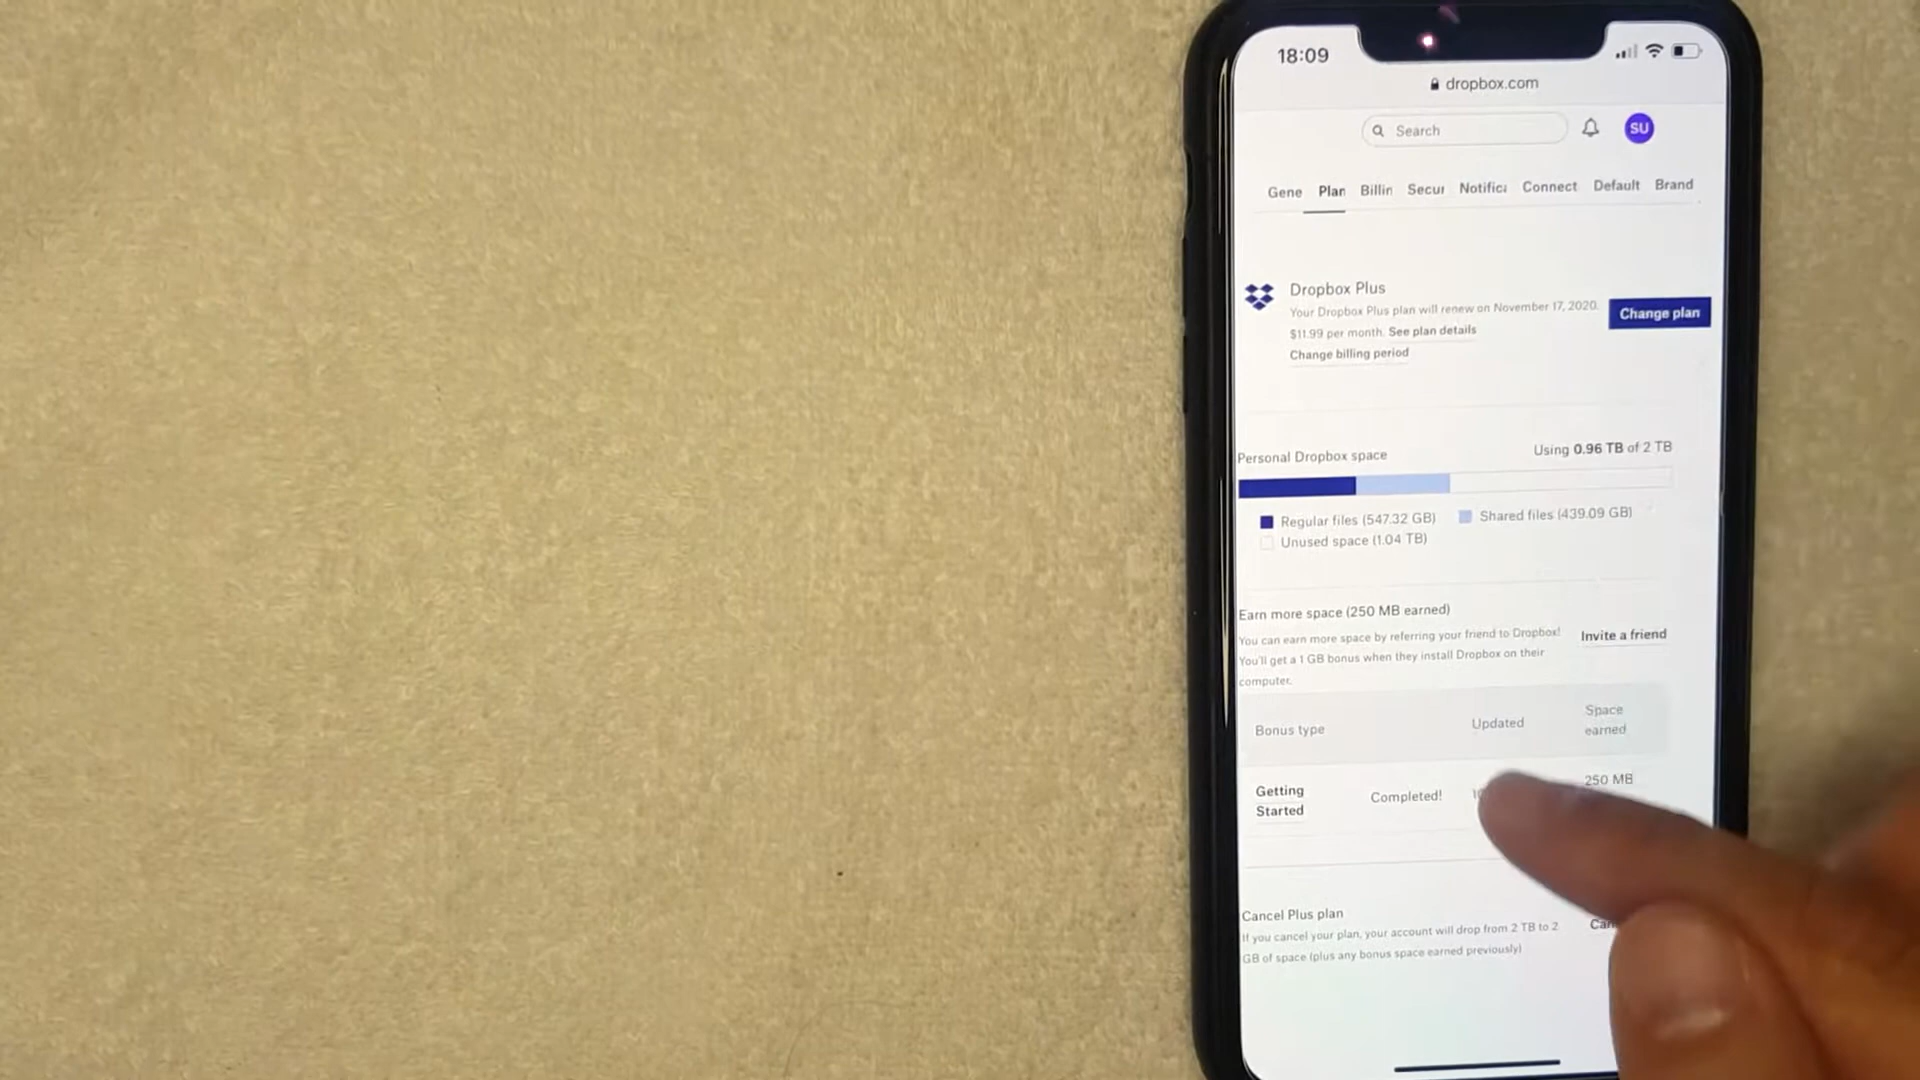 18:09
dropbox.com
Search
SU
Gene Plan Billin Secur Notifica Connect Default Brand
Dropbox Plus
Your Dropbox Plus plan will renew on November 17, 2020.
$11.99 per month. See plan details
Change billing period
Change plan
Personal Dropbox space
Using 0.96 TB of 2 TB
Regular files (547.32 GB) Shared files (439.09 GB)
Unused space (1.04 TB)
Earn more space (250 MB earned)
You can earn more space by referring your friend to Dropbox!
You'll get a 1 GB bonus when they install Dropbox on their
computer.
Invite a friend
Bonus type Updated Space
earned
Getting
Started
Completed!
250 MB
Cancel Plus plan
If you cancel your plan, your account will drop from 2 TB to 2
GB of space (plus any bonus space earned previously)